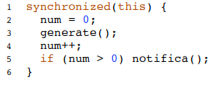 1 synchronized(this) {
2   num = 0;
3   generate();
4   num++;
5   if (num > 0) notifica();
6 }